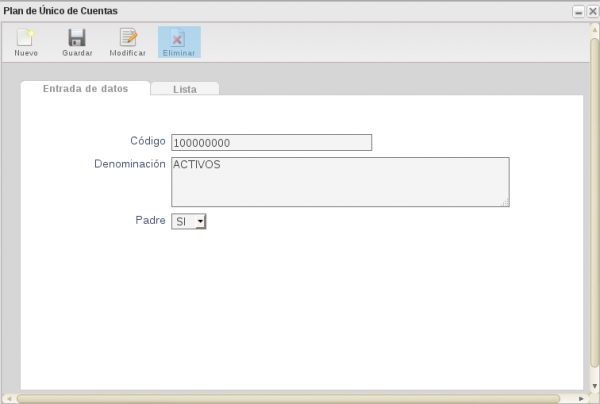 Plan de Único de Cuentas
Nuevo Guardar Modificar Eliminar
Entrada de datos Lista
Código 100000000
Denominación ACTIVOS
Padre SI